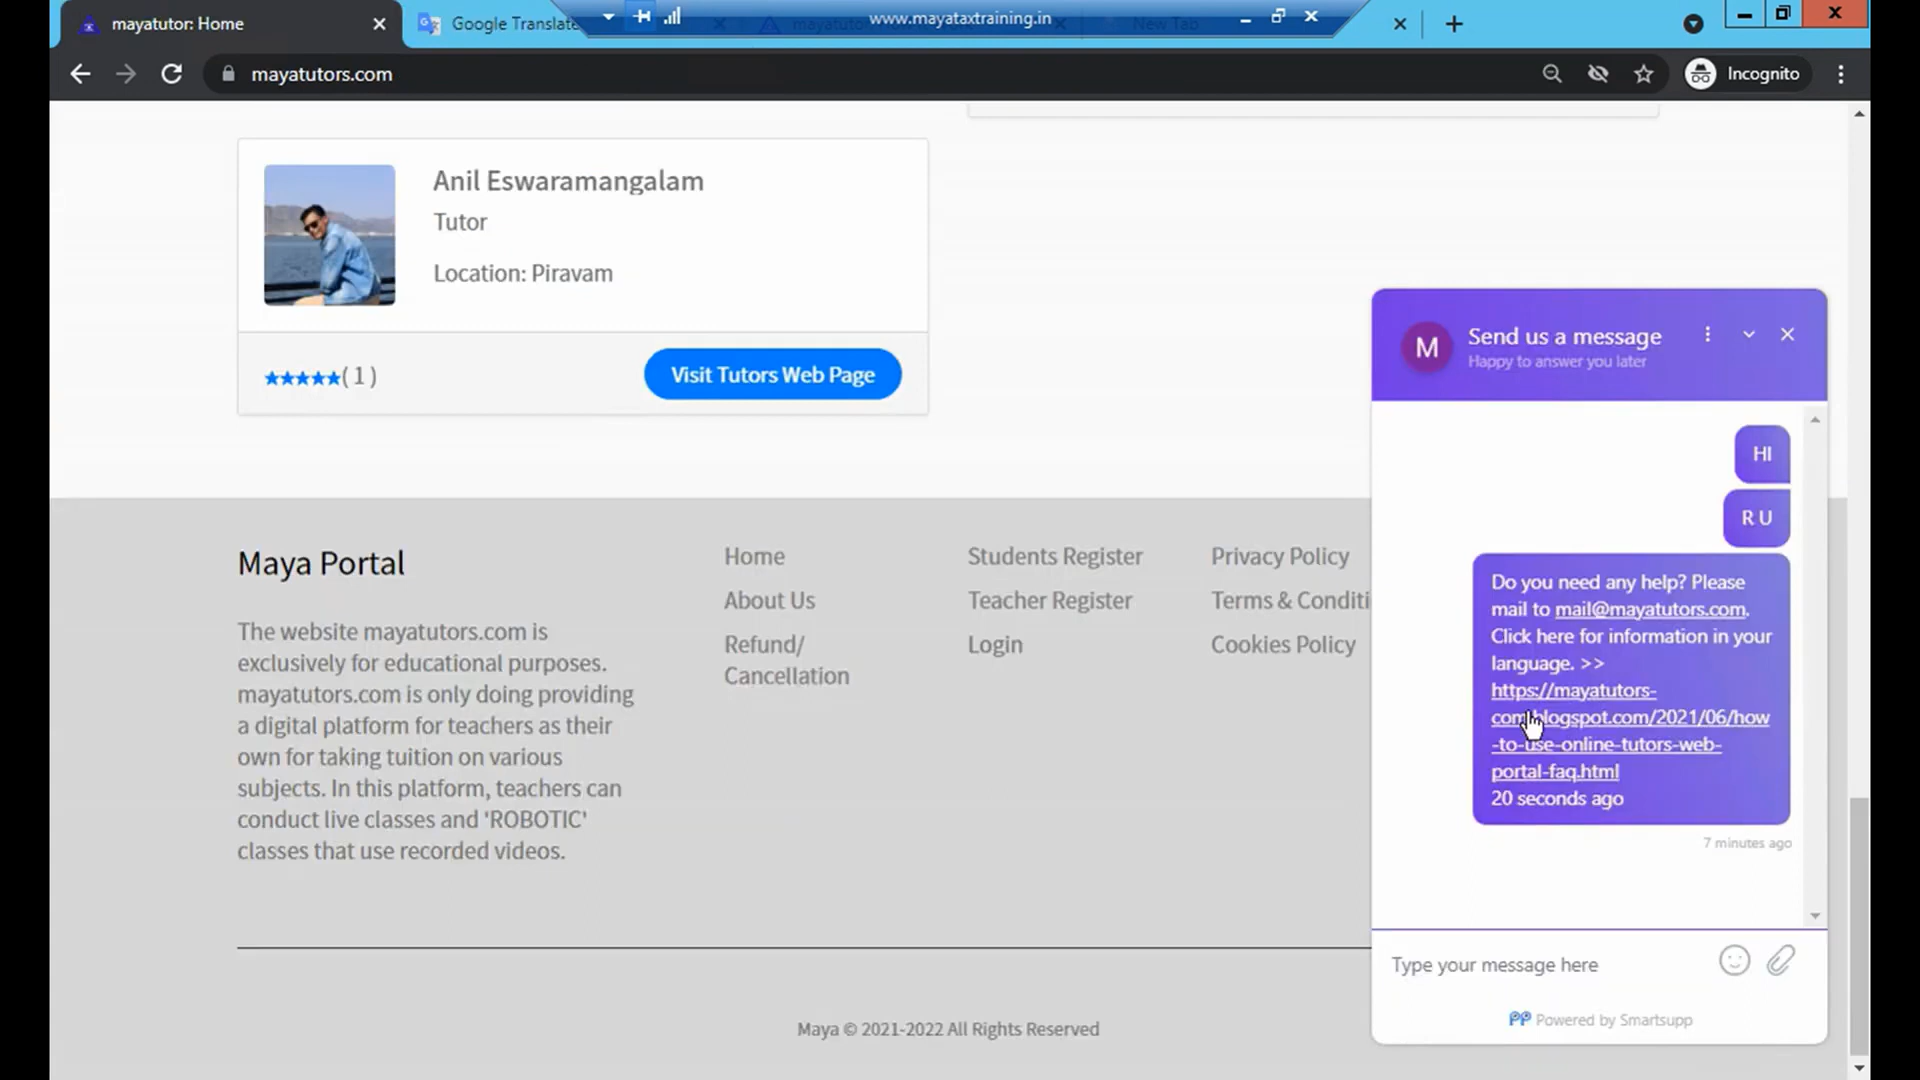 mayatutor: Home
Google Translate
www.mayataxtraining.in
New Tab
mayatutors.com
Incognito
Anil Eswaramangalam
Tutor
Location: Piravam
( 1 )
Visit Tutors Web Page
M
Send us a message
Happy to answer you later
HI
R U
Do you need any help? Please
mail to mail@mayatutors.com.
Click here for information in your
language. >>
https://mayatutors-
com.blogspot.com/2021/06/how
-to-use-online-tutors-web-
portal-faq.html
20 seconds ago
7 minutes ago
Type your message here
Powered by Smartsupp
Maya Portal
The website mayatutors.com is
exclusively for educational purposes.
mayatutors.com is only doing providing
a digital platform for teachers as their
own for taking tuition on various
subjects. In this platform, teachers can
conduct live classes and 'ROBOTIC'
classes that use recorded videos.
Home
About Us
Refund/
Cancellation
Students Register
Teacher Register
Login
Privacy Policy
Terms & Conditi
Cookies Policy
Maya © 2021-2022 All Rights Reserved